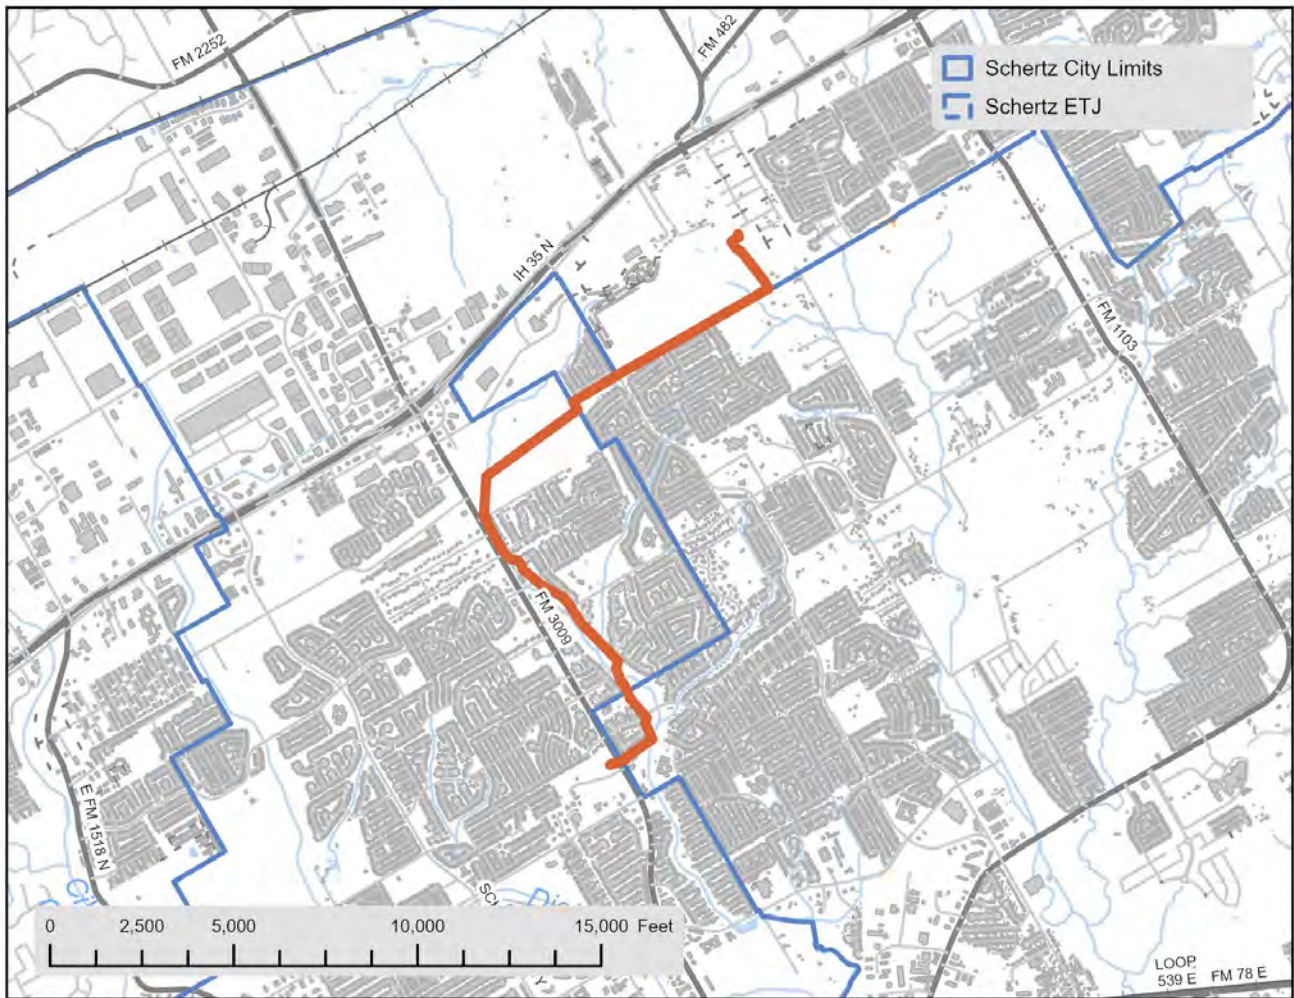 FM 2252
FM 482
Schertz City Limits
Schertz ETJ
IH 35 N
FM 1103
FM 3009
E FM 1518 N
0 2,500 5,000 10,000 15,000 Feet
LOOP
539 E FM 78 E